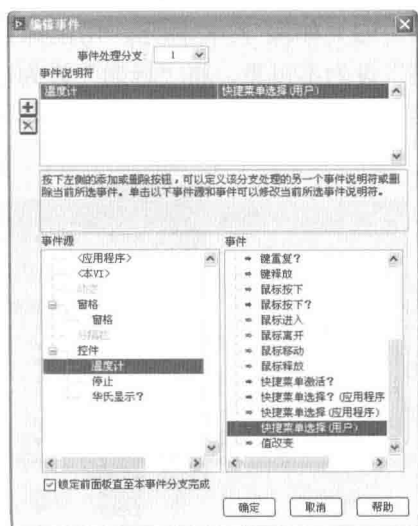 编辑事件
事件处理分支: 1
事件说明符
温度计 快捷菜单选择(用户)
按下左侧的添加或删除按钮，可以定义该分支处理的另一个事件说明符或删
除当前所选事件。单击以下事件源和事件可以修改当前所选事件说明符。
事件源
<应用程序>
<本VI>
动态
窗格
窗格
分隔栏
控件
温度计
停止
华氏显示?
事件
键重复?
键释放
鼠标按下
鼠标按下?
鼠标进入
鼠标离开
鼠标移动
鼠标释放
快捷菜单激活?
快捷菜单选择?(应用程序
快捷菜单选择(应用程序)
快捷菜单选择(用户)
值改变
锁定前面板直至本事件分支完成
确定 取消 帮助